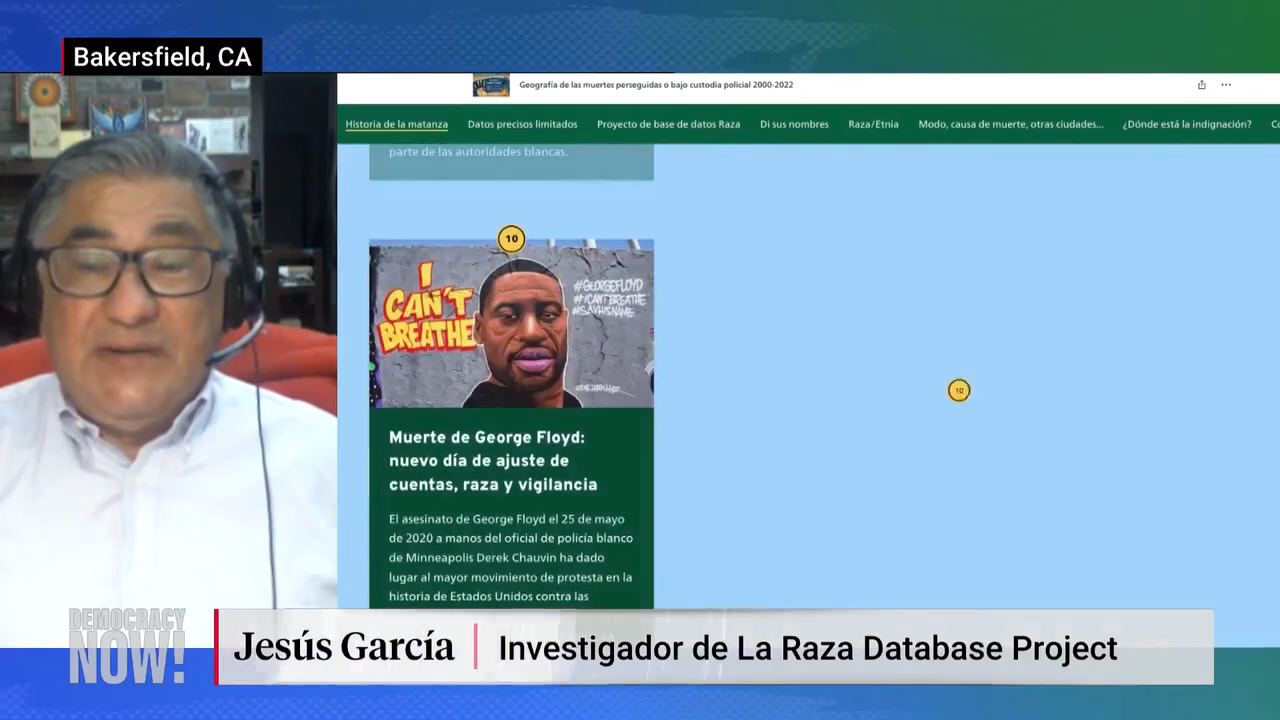 Bakersfield, CA
Geografía de las muertes perseguidas o bajo custodia policial 2000-2022
Historia de la matanza
Datos precisos limitados
Proyecto de base de datos Raza
Di sus nombres
Raza/Etnia
Modo, causa de muerte, otras ciudades...
¿Dónde está la indignación?
parte de las autoridades blancas.
10
I
CAN'T
BREATHE
#GEORGEFLOYD
#ICANTBREATHE
#SAYHISNAME
10
Muerte de George Floyd:
nuevo día de ajuste de
cuentas, raza y vigilancia
El asesinato de George Floyd el 25 de mayo
de 2020 a manos del oficial de policía blanco
de Minneapolis Derek Chauvin ha dado
lugar al mayor movimiento de protesta en la
historia de Estados Unidos contra las
DEMOCRACY
NOW!
Jesús García
Investigador de La Raza Database Project